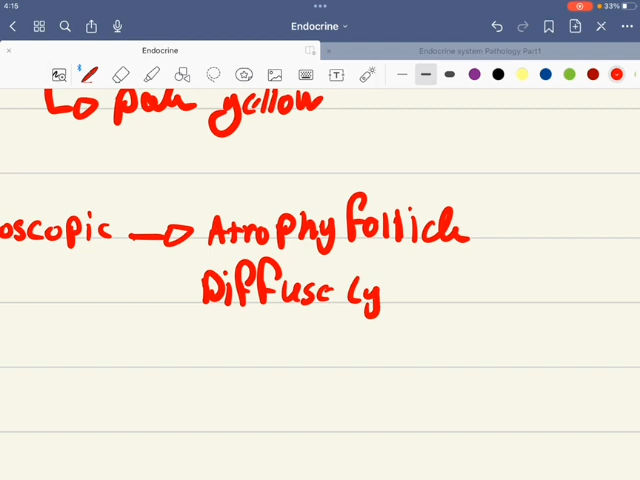 4:15
33%
Endocrine
Endocrine
Endocrine system Pathology Part1
pale yellow
oscopic → Atrophy follicle
Diffuse Ly